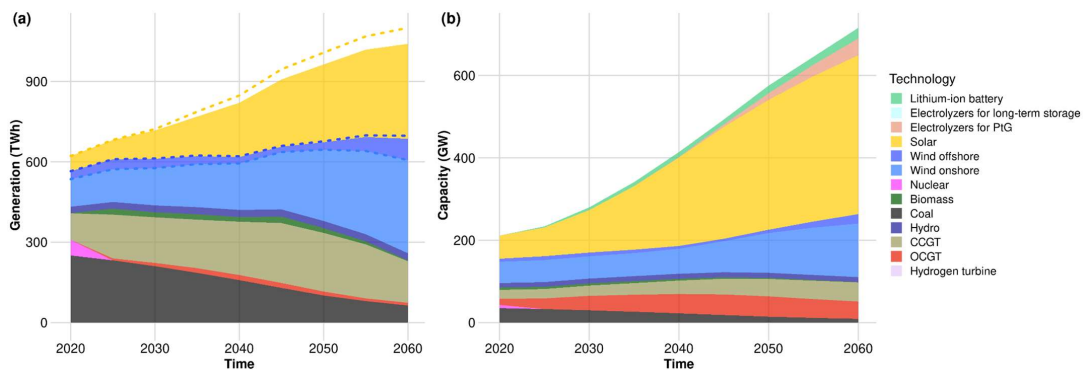 (a)
Generation (TWh)
900
600
300
0
2020
2030
2040
2050
2060
Time
(b)
Capacity (GW)
600
400
200
0
2020
2030
2040
2050
2060
Time
Technology
Lithium-ion battery
Electrolyzers for long-term storage
Electrolyzers for PtG
Solar
Wind offshore
Wind onshore
Nuclear
Biomass
Coal
Hydro
CCGT
OCGT
Hydrogen turbine